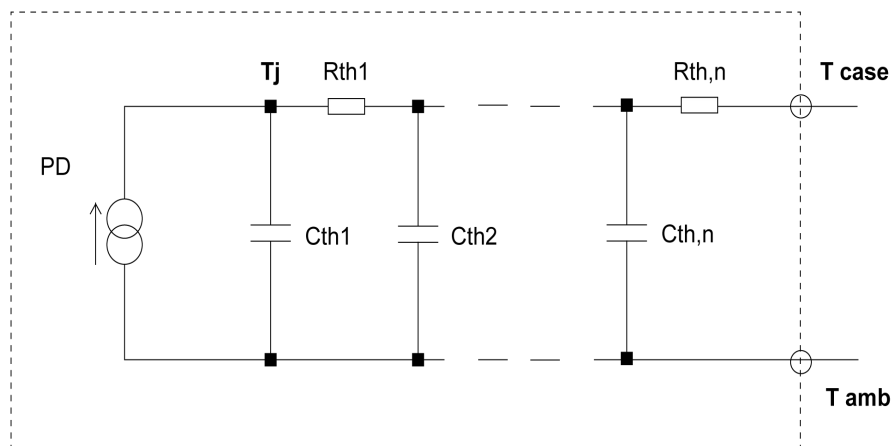 Tj
Rth1
Rth,n
T case
PD
Cth1
Cth2
Cth,n
T amb